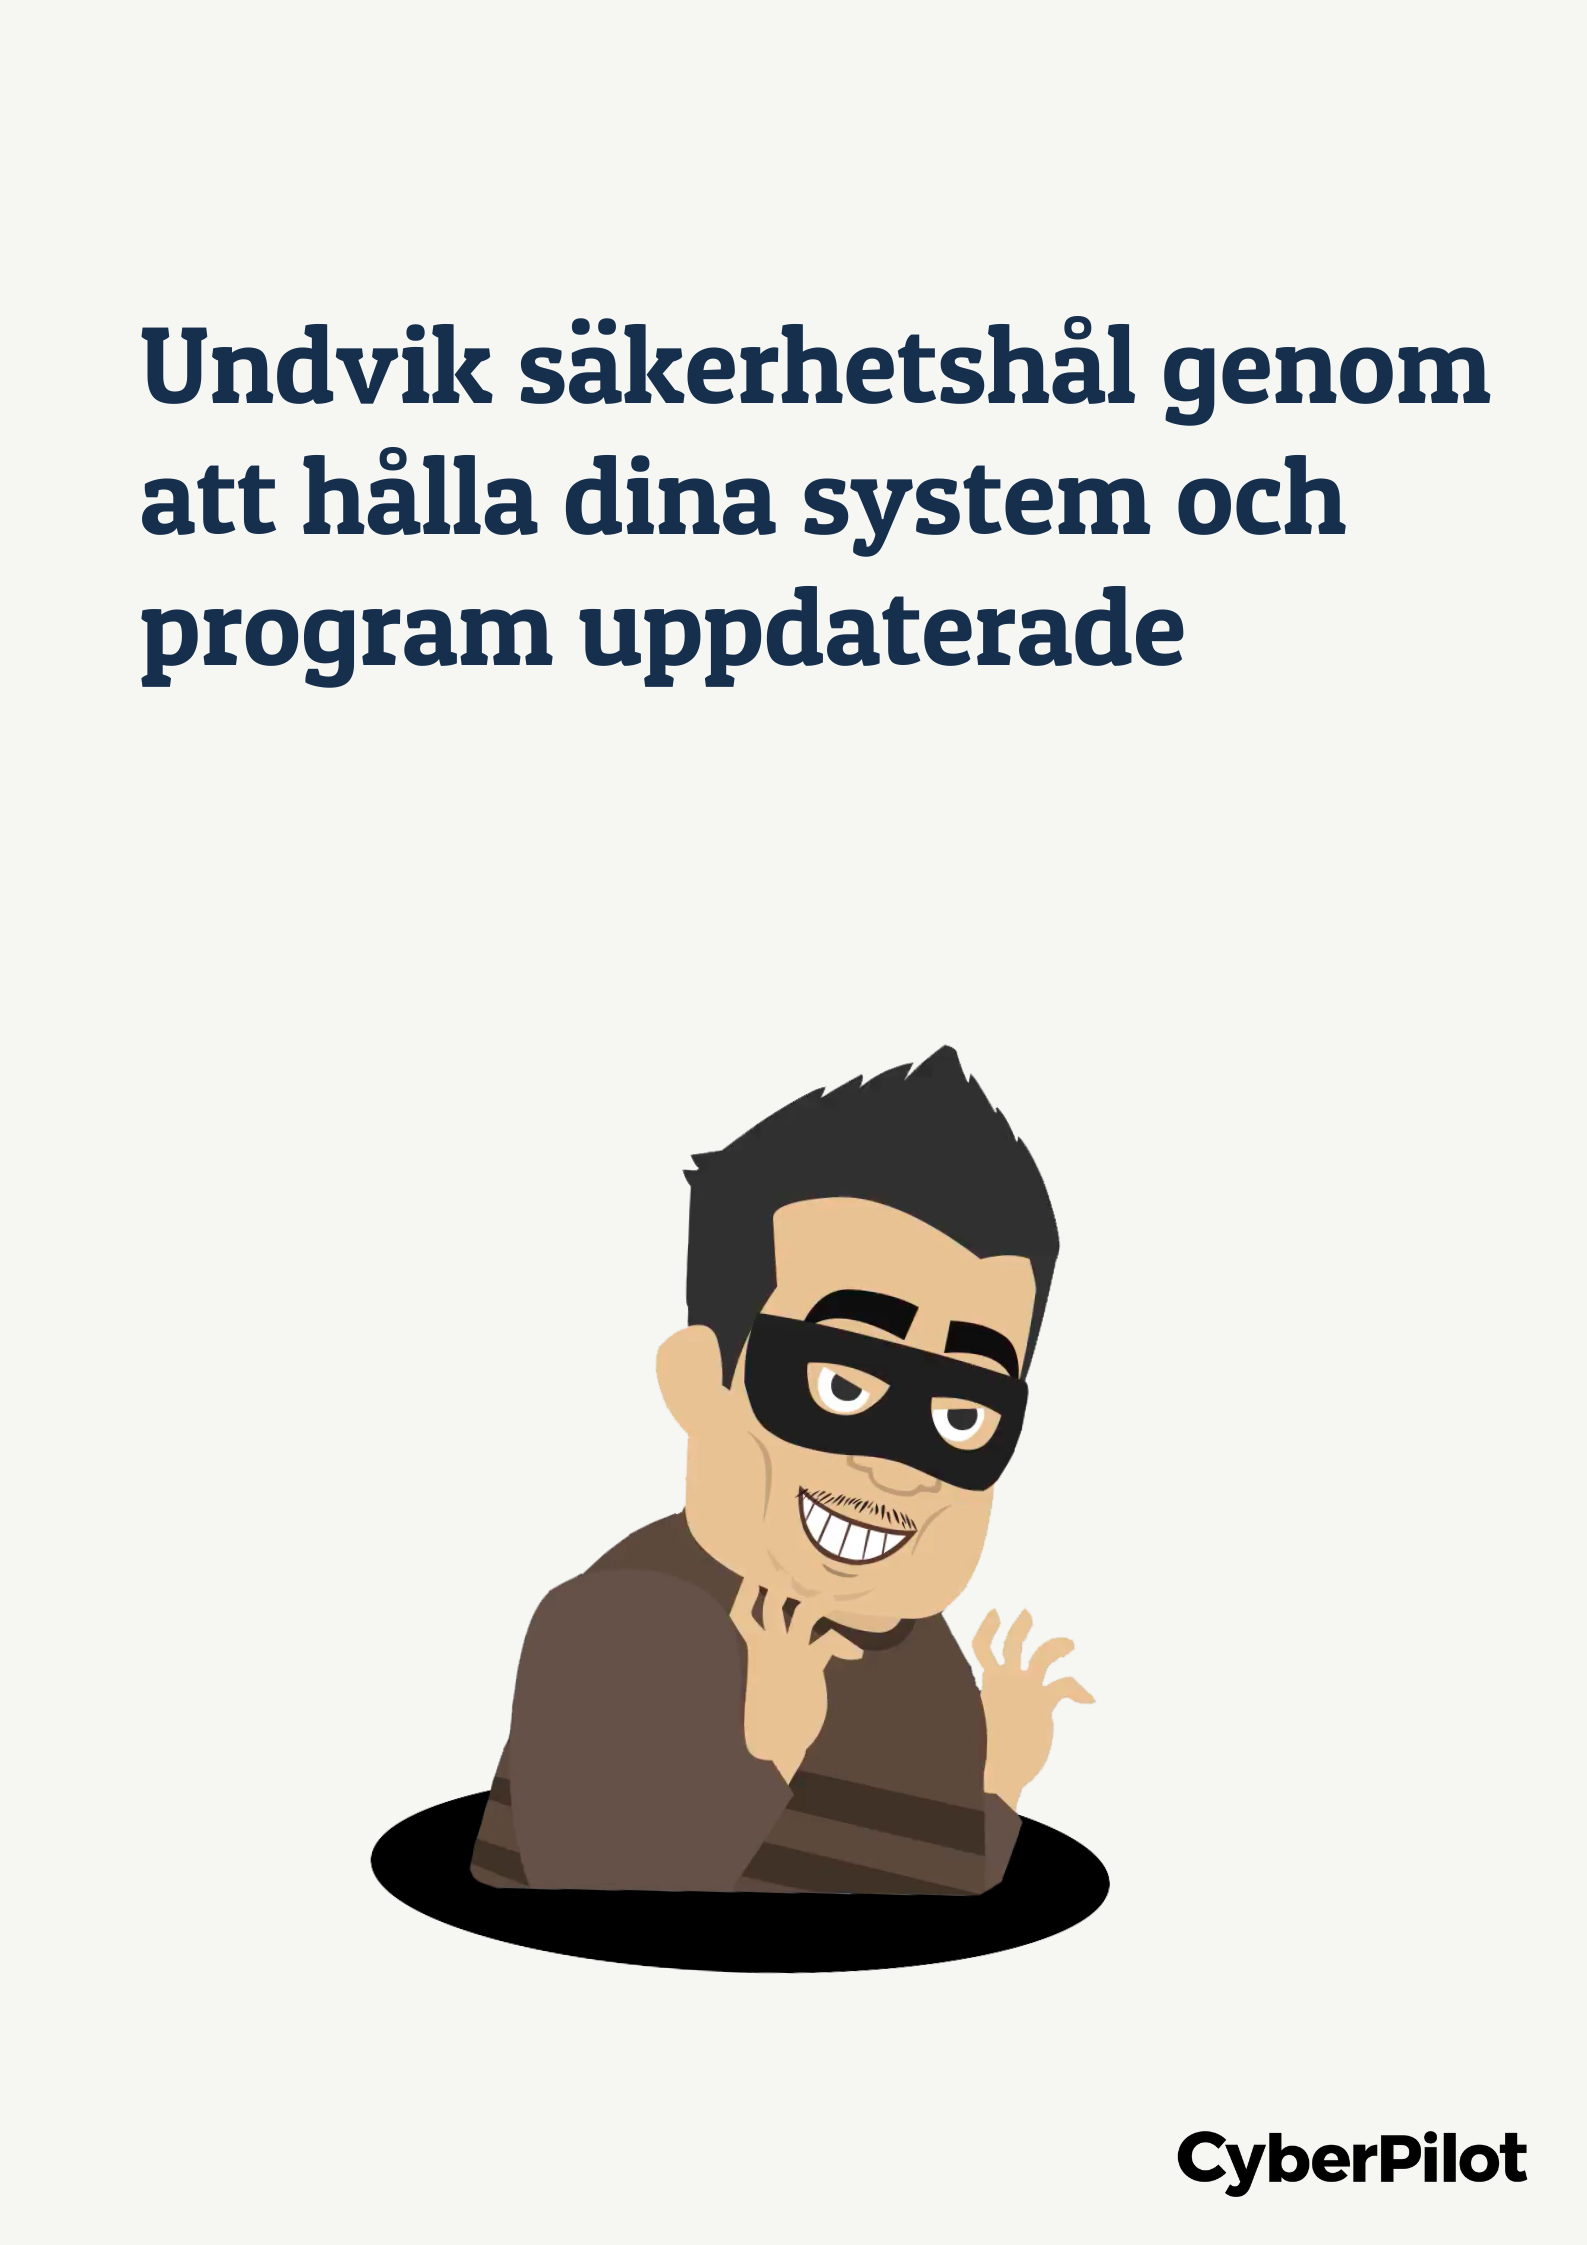 Undvik säkerhetshål genom
att hålla dina system och
program uppdaterade
CyberPilot